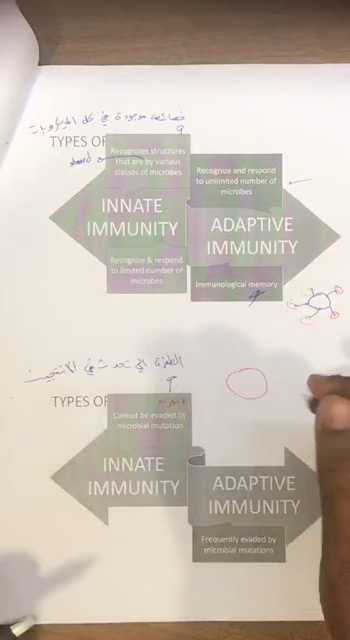 خصائص موجودة في كل الميكروبات
TYPES OF
shared
Recognizes structures
that are by various
classes of microbes
Recognize and respond
to unlimited number of
microbes
INNATE
IMMUNITY
ADAPTIVE
IMMUNITY
Recognize & respond
to limited number of
microbes
Immunological memory
الطفرة الي تحدث في الانتيجين
TYPES OF
Cannot be evaded by
microbial mutation
INNATE
IMMUNITY
ADAPTIVE
IMMUNITY
Frequently evaded by
microbial mutations